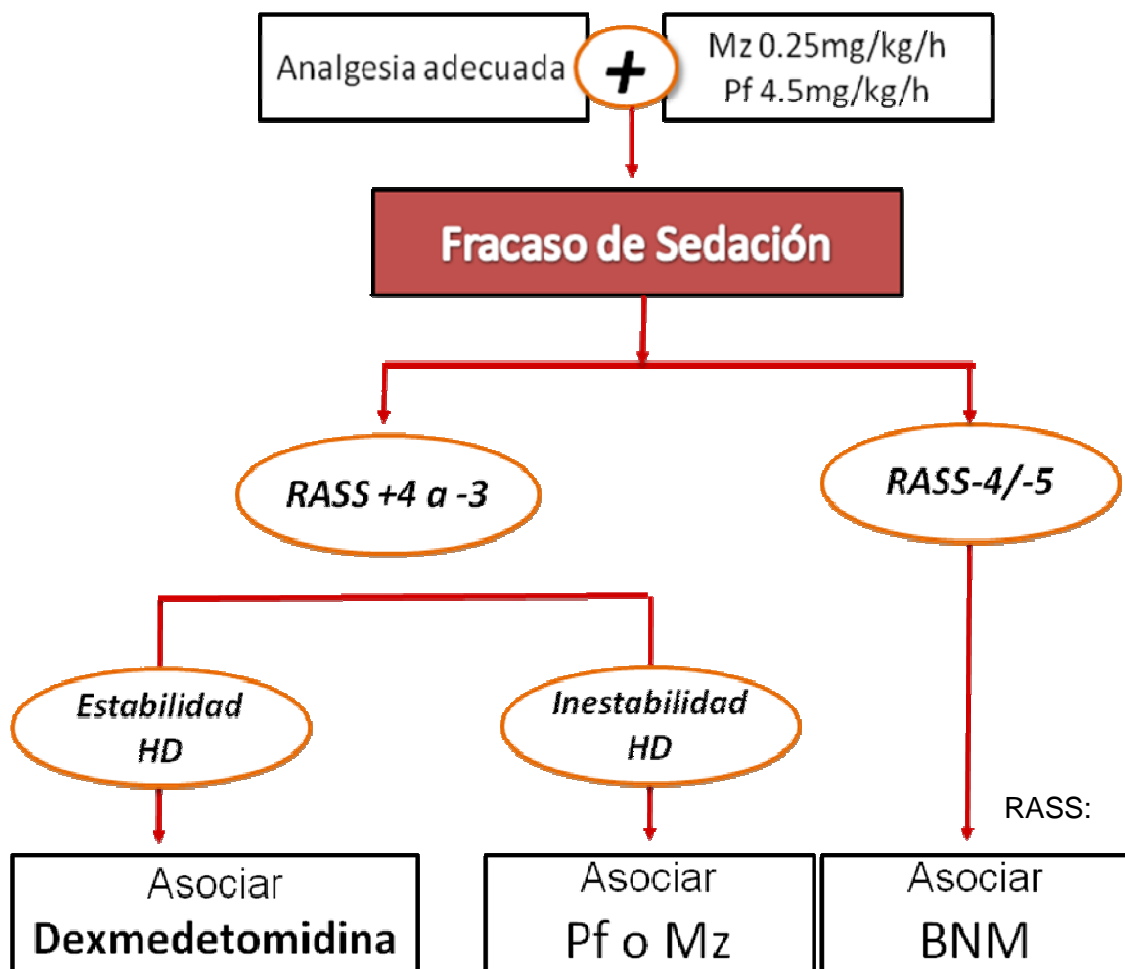 Analgesia adecuada
+
Mz 0.25mg/kg/h
Pf 4.5mg/kg/h
Fracaso de Sedación
RASS +4 a -3
RASS-4/-5
Estabilidad
HD
Inestabilidad
HD
RASS:
Asociar
Dexmedetomidina
Asociar
Pf o Mz
Asociar
BNM